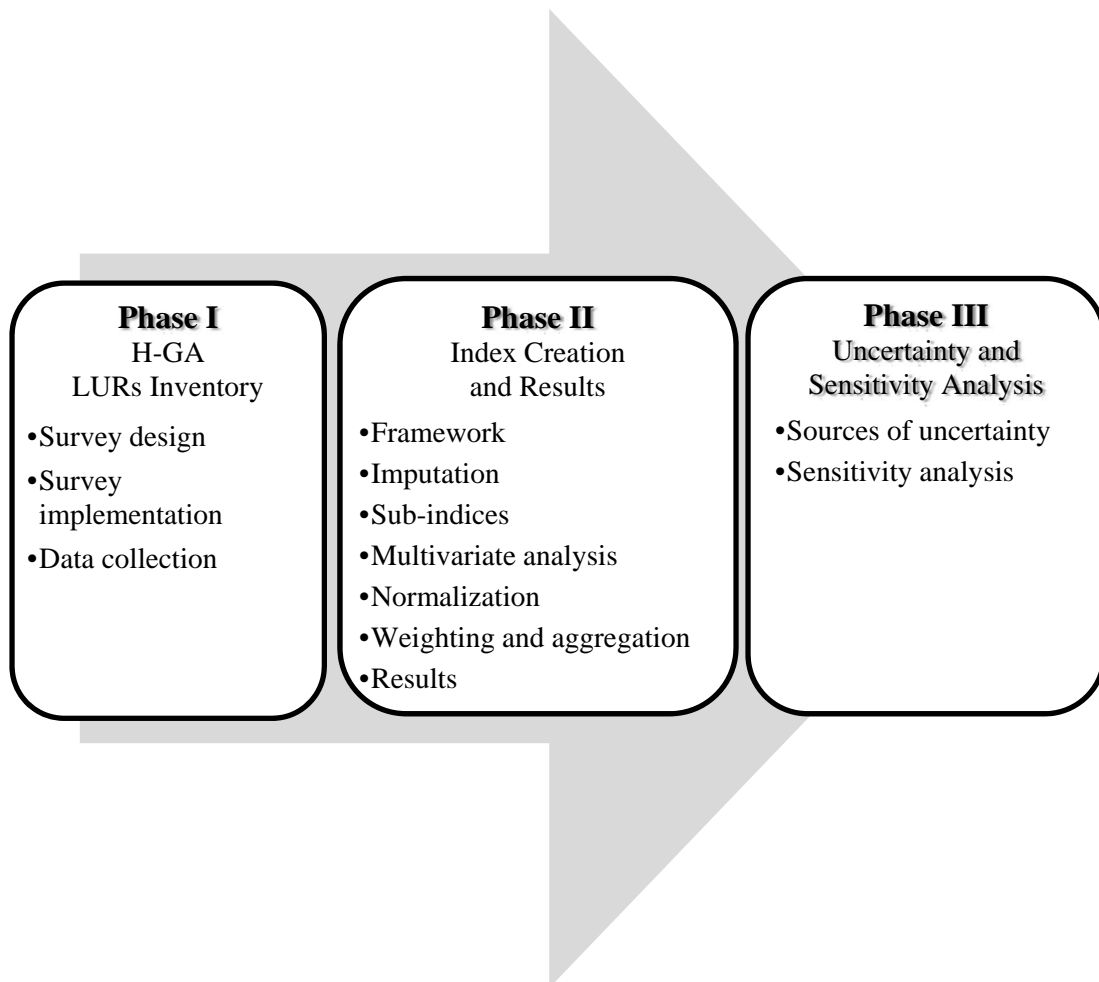 Phase I
H-GA
LURs Inventory
•Survey design
•Survey
implementation
•Data collection
Phase II
Index Creation
and Results
•Framework
•Imputation
•Sub-indices
•Multivariate analysis
•Normalization
•Weighting and aggregation
•Results
Phase III
Uncertainty and
Sensitivity Analysis
•Sources of uncertainty
•Sensitivity analysis